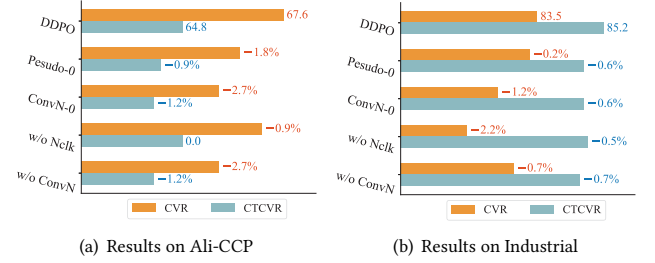 DDPO
67.6
64.8
Pesudo-0
−1.8%
−0.9%
ConvN-0
−2.7%
−1.2%
w/o Nclk
−0.9%
0.0
w/o ConvN
−2.7%
−1.2%
CVR CTCVR
(a) Results on Ali-CCP
DDPO
83.5
85.2
Pesudo-0
−0.2%
−0.6%
ConvN-0
−1.2%
−0.6%
w/o Nclk
−2.2%
−0.5%
w/o ConvN
−0.7%
−0.7%
CVR CTCVR
(b) Results on Industrial